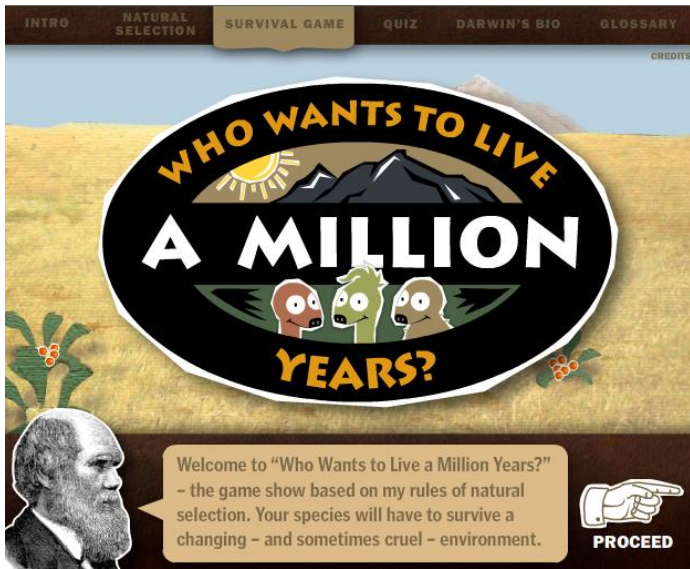 INTRO
NATURAL
SELECTION
SURVIVAL GAME
QUIZ
DARWIN'S BIO
GLOSSARY
CREDITS
WHO WANTS TO LIVE
A MILLION
YEARS?
Welcome to “Who Wants to Live a Million Years?”
– the game show based on my rules of natural
selection. Your species will have to survive a
changing – and sometimes cruel – environment.
PROCEED